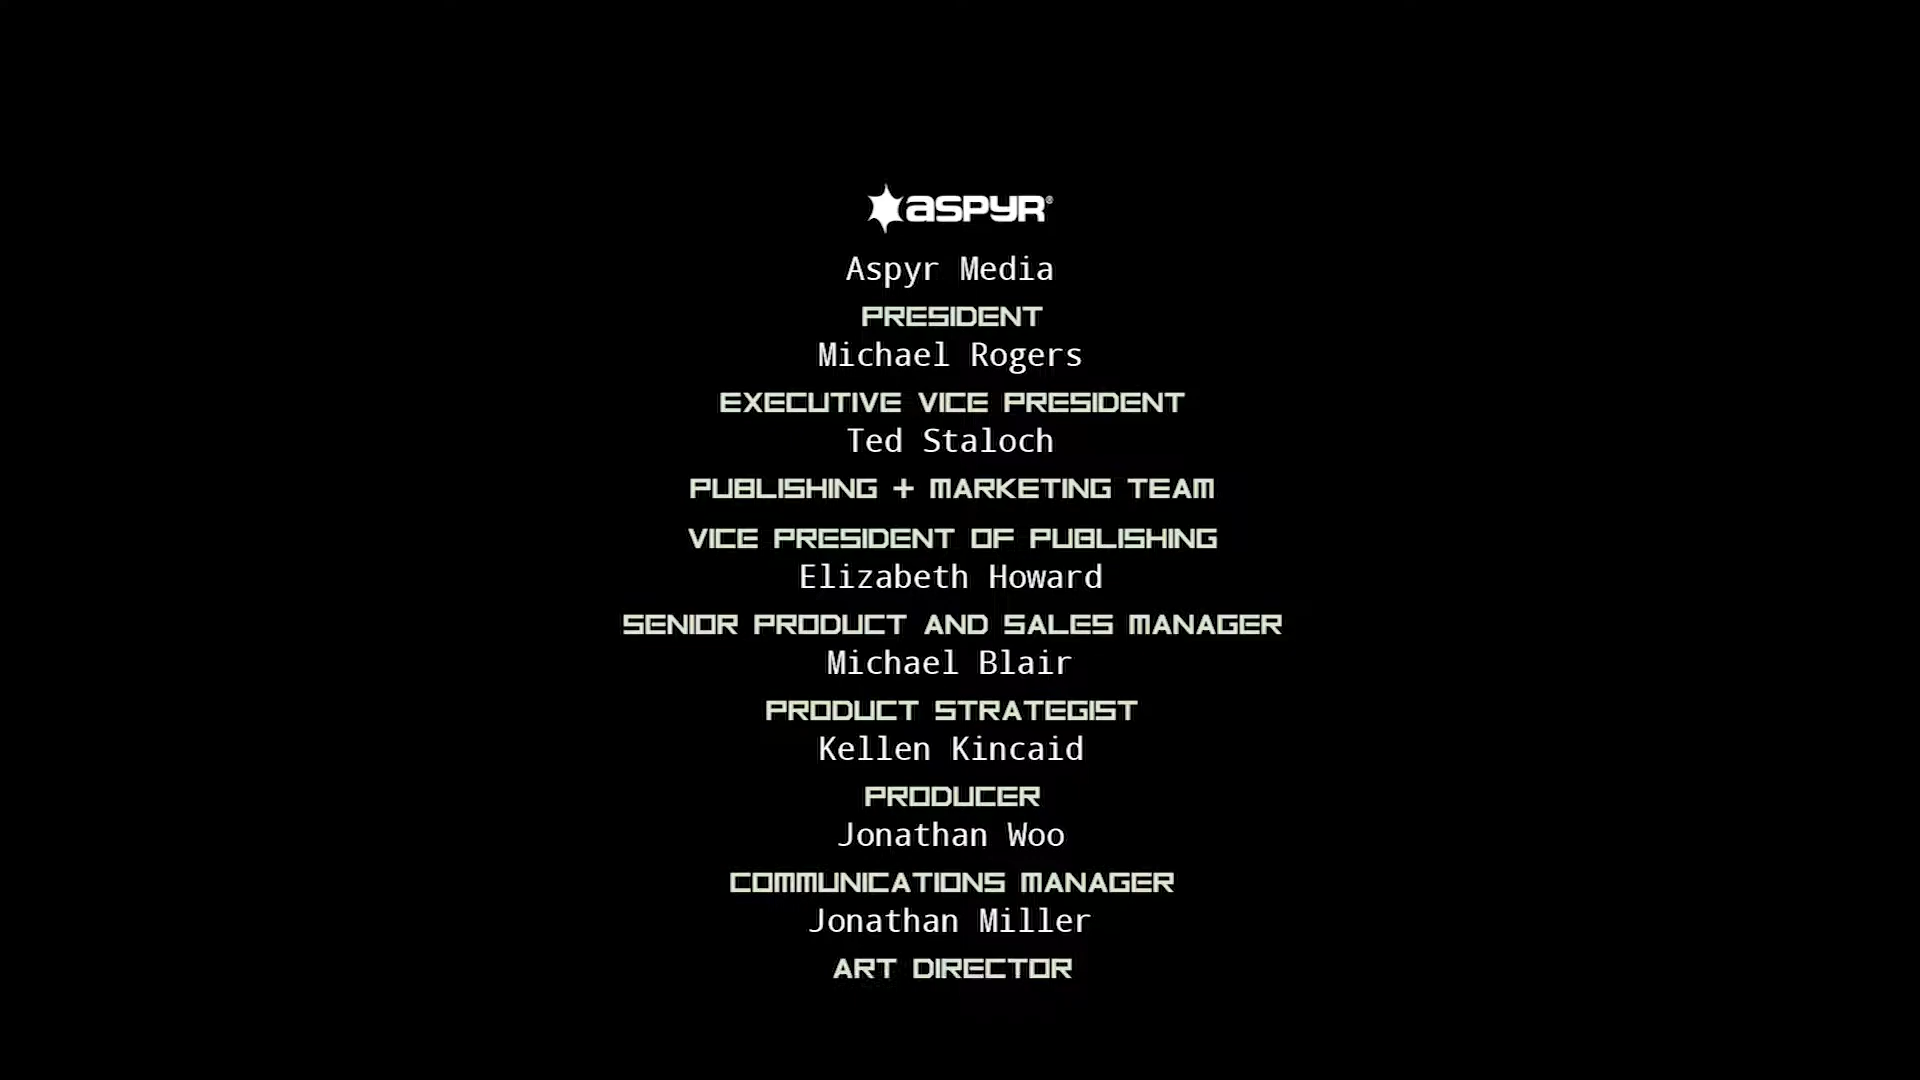 ASPYR®
Aspyr Media
PRESIDENT
Michael Rogers
EXECUTIVE VICE PRESIDENT
Ted Staloch
PUBLISHING + MARKETING TEAM
VICE PRESIDENT OF PUBLISHING
Elizabeth Howard
SENIOR PRODUCT AND SALES MANAGER
Michael Blair
PRODUCT STRATEGIST
Kellen Kincaid
PRODUCER
Jonathan Woo
COMMUNICATIONS MANAGER
Jonathan Miller
ART DIRECTOR